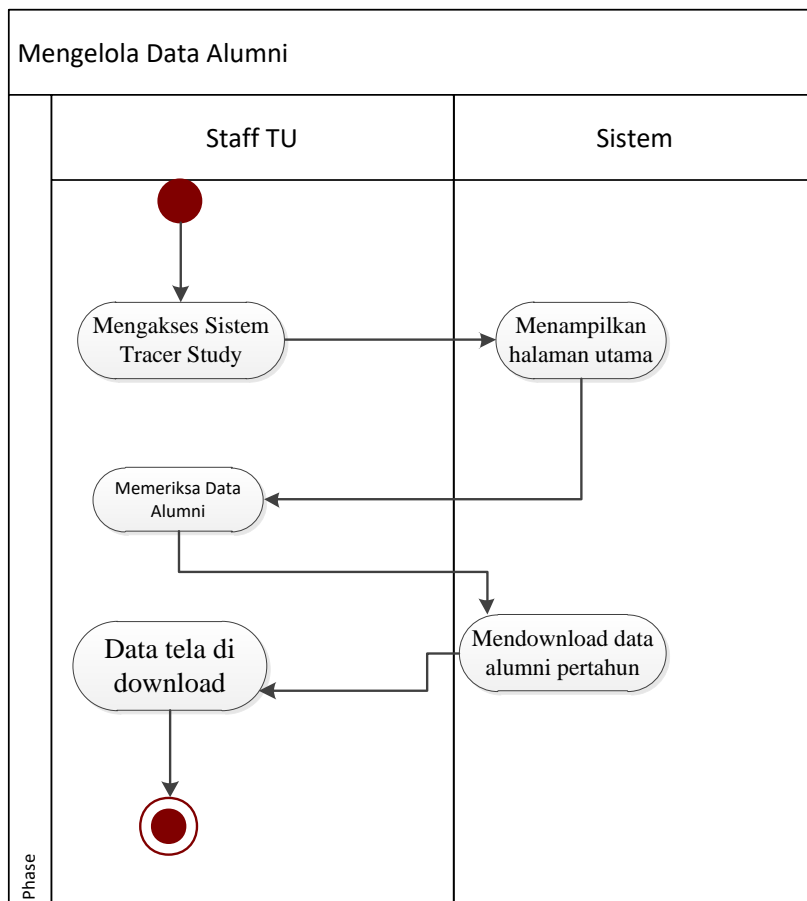 Mengelola Data Alumni
Staff TU
Sistem
Mengakses Sistem
Tracer Study
Menampilkan
halaman utama
Memeriksa Data
Alumni
Mendownload data
alumni pertahun
Data tela di
download
Phase